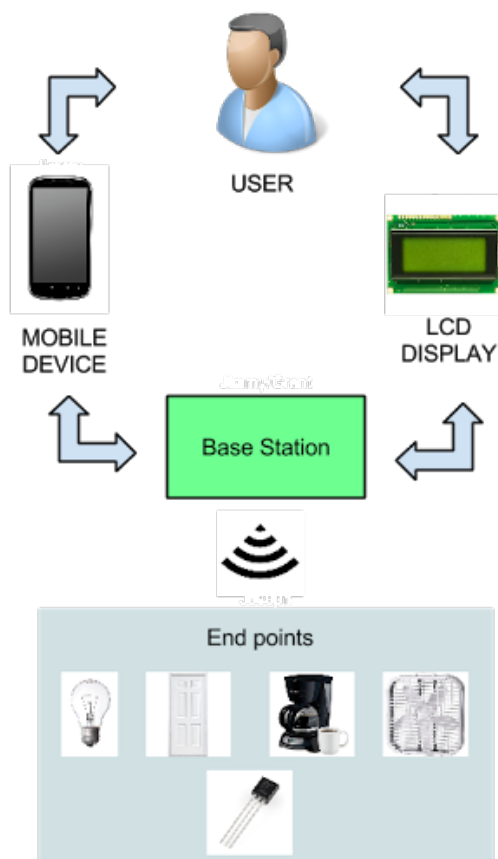 USER
MOBILE
DEVICE
LCD
DISPLAY
Base Station
End points